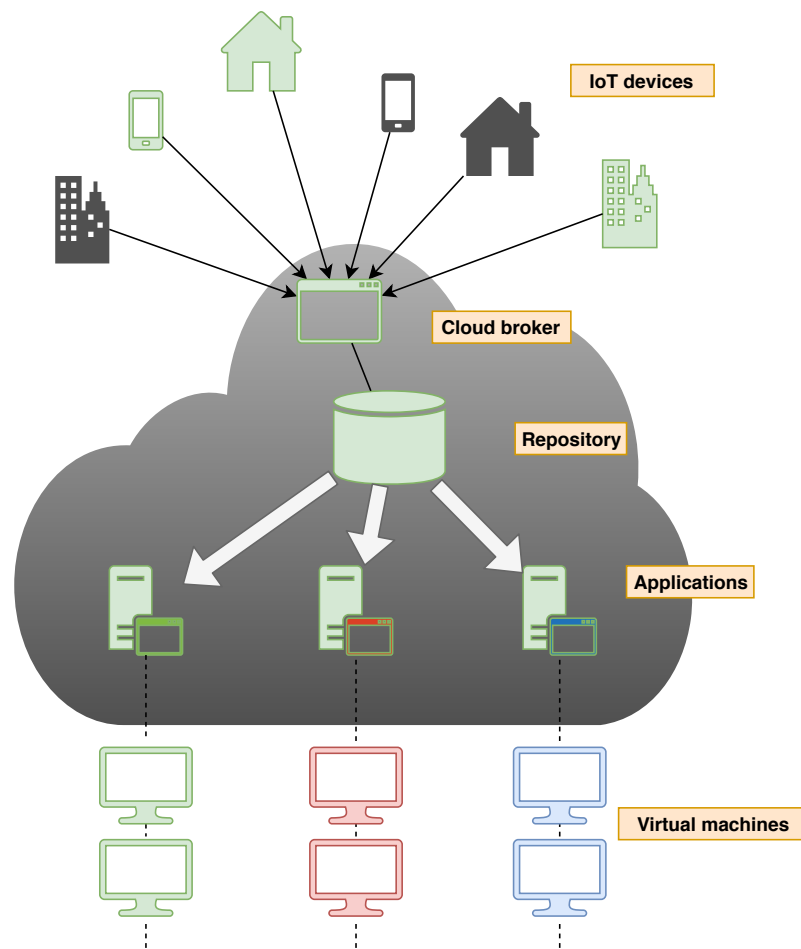 IoT devices
Cloud broker
Repository
Applications
Virtual machines